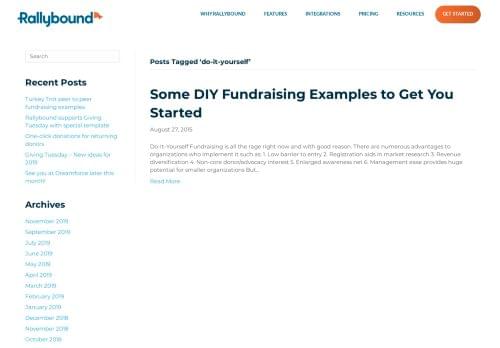 Rallybound
WHY RALLYBOUND
FEATURES
INTEGRATIONS
PRICING
RESOURCES
GET STARTED
Search
Recent Posts
Turkey Trot peer to peer
fundraising examples
Rallybound supports Giving
Tuesday with special template
One-click donations for returning
donors
Giving Tuesday – New ideas for
2019
See you at Dreamforce later this
month!
Archives
November 2019
September 2019
July 2019
June 2019
May 2019
April 2019
March 2019
February 2019
January 2019
December 2018
November 2018
October 2018
Posts Tagged 'do-it-yourself'
Some DIY Fundraising Examples to Get You
Started
August 27, 2015
Do-It-Yourself Fundraising is all the rage right now and with good reason. There are numerous advantages to
organizations who implement it such as: 1. Low barrier to entry 2. Registration aids in market research 3. Revenue
diversification 4. Non-core donor/advocacy interest 5. Enlarged awareness net 6. Management ease provides huge
potential for smaller organizations But...
Read More